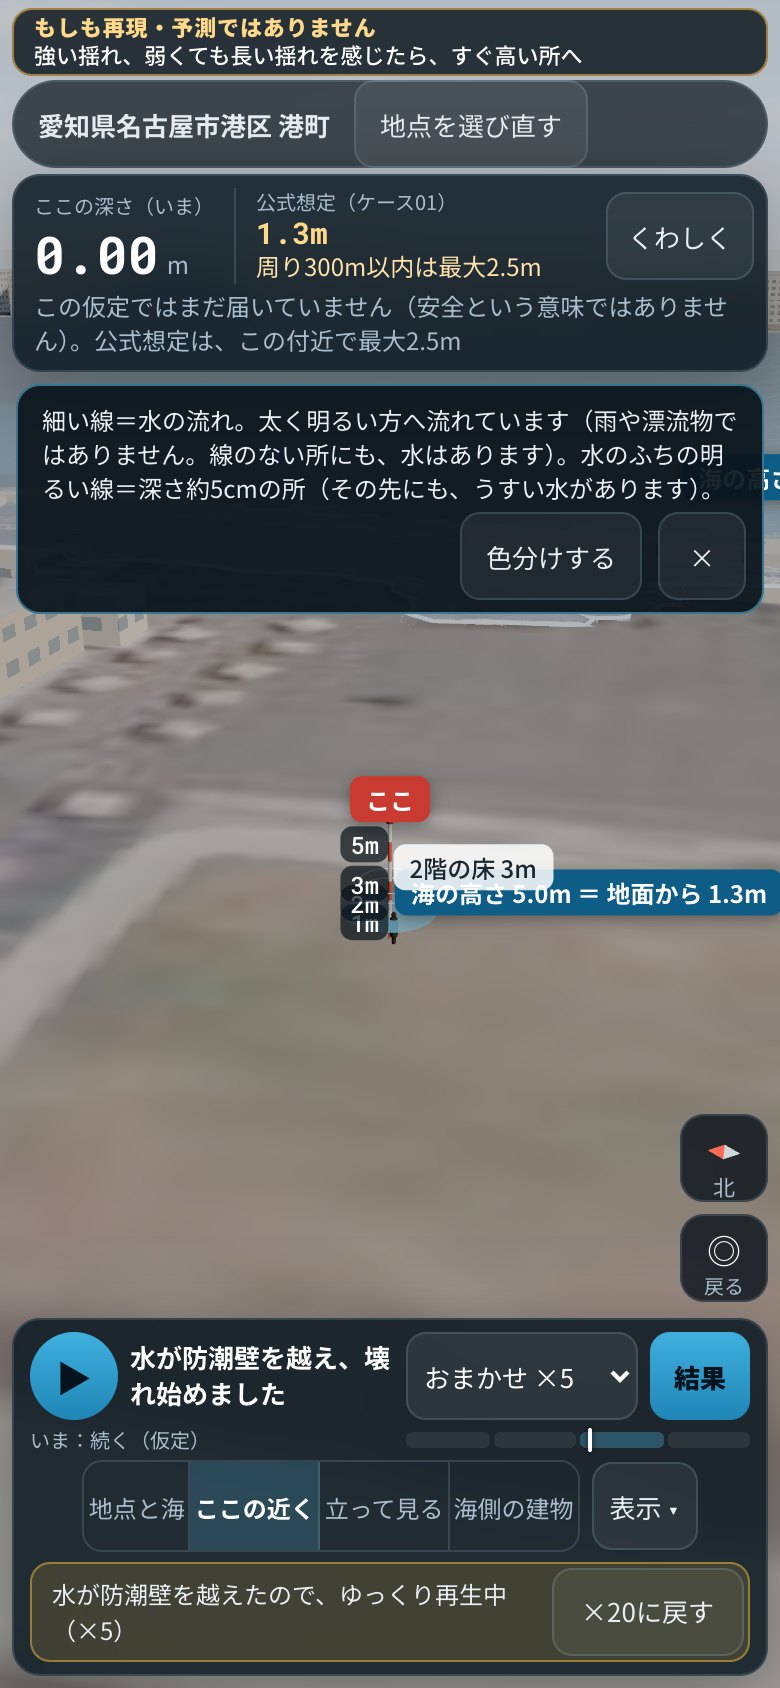 もしも再現・予測ではありません
強い揺れ、弱くても長い揺れを感じたら、すぐ高い所へ
愛知県名古屋市港区 港町
地点を選び直す
ここの深さ（いま）
0.00 m
公式想定（ケース01）
1.3m
周り300m以内は最大2.5m
くわしく
この仮定ではまだ届いていません（安全という意味ではありませ
ん）。公式想定は、この付近で最大2.5m
細い線＝水の流れ。太く明るい方へ流れています（雨や漂流物で
はありません。線のない所にも、水はあります）。水のふちの明
るい線＝深さ約5cmの所（その先にも、うすい水があります）。
海の高さ
色分けする
×
ここ
5m
3m
2m
1m
2階の床 3m
海の高さ 5.0m ＝ 地面から 1.3m
北
戻る
水が防潮壁を越え、壊
れ始めました
おまかせ ×5
結果
いま：続く（仮定）
地点と海
ここの近く
立って見る
海側の建物
表示 ▾
水が防潮壁を越えたので、ゆっくり再生中
（×5）
×20に戻す